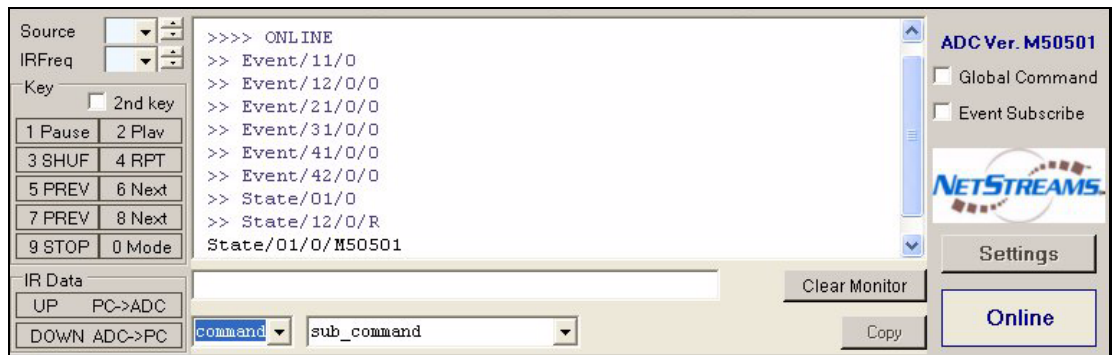 Source
IRFreq
Key
2nd key
1 Pause 2 Play
3 SHUF 4 RPT
5 PREV 6 Next
7 PREV 8 Next
9 STOP 0 Mode
IR Data
UP PC->ADC
DOWN ADC->PC
>>>> ONLINE
>> Event/11/0
>> Event/12/0/0
>> Event/21/0/0
>> Event/31/0/0
>> Event/41/0/0
>> Event/42/0/0
>> State/01/0
>> State/12/0/R
State/01/0/M50501
Clear Monitor
command sub_command
Copy
ADC Ver. M50501
Global Command
Event Subscribe
NETSTREAMS
Settings
Online